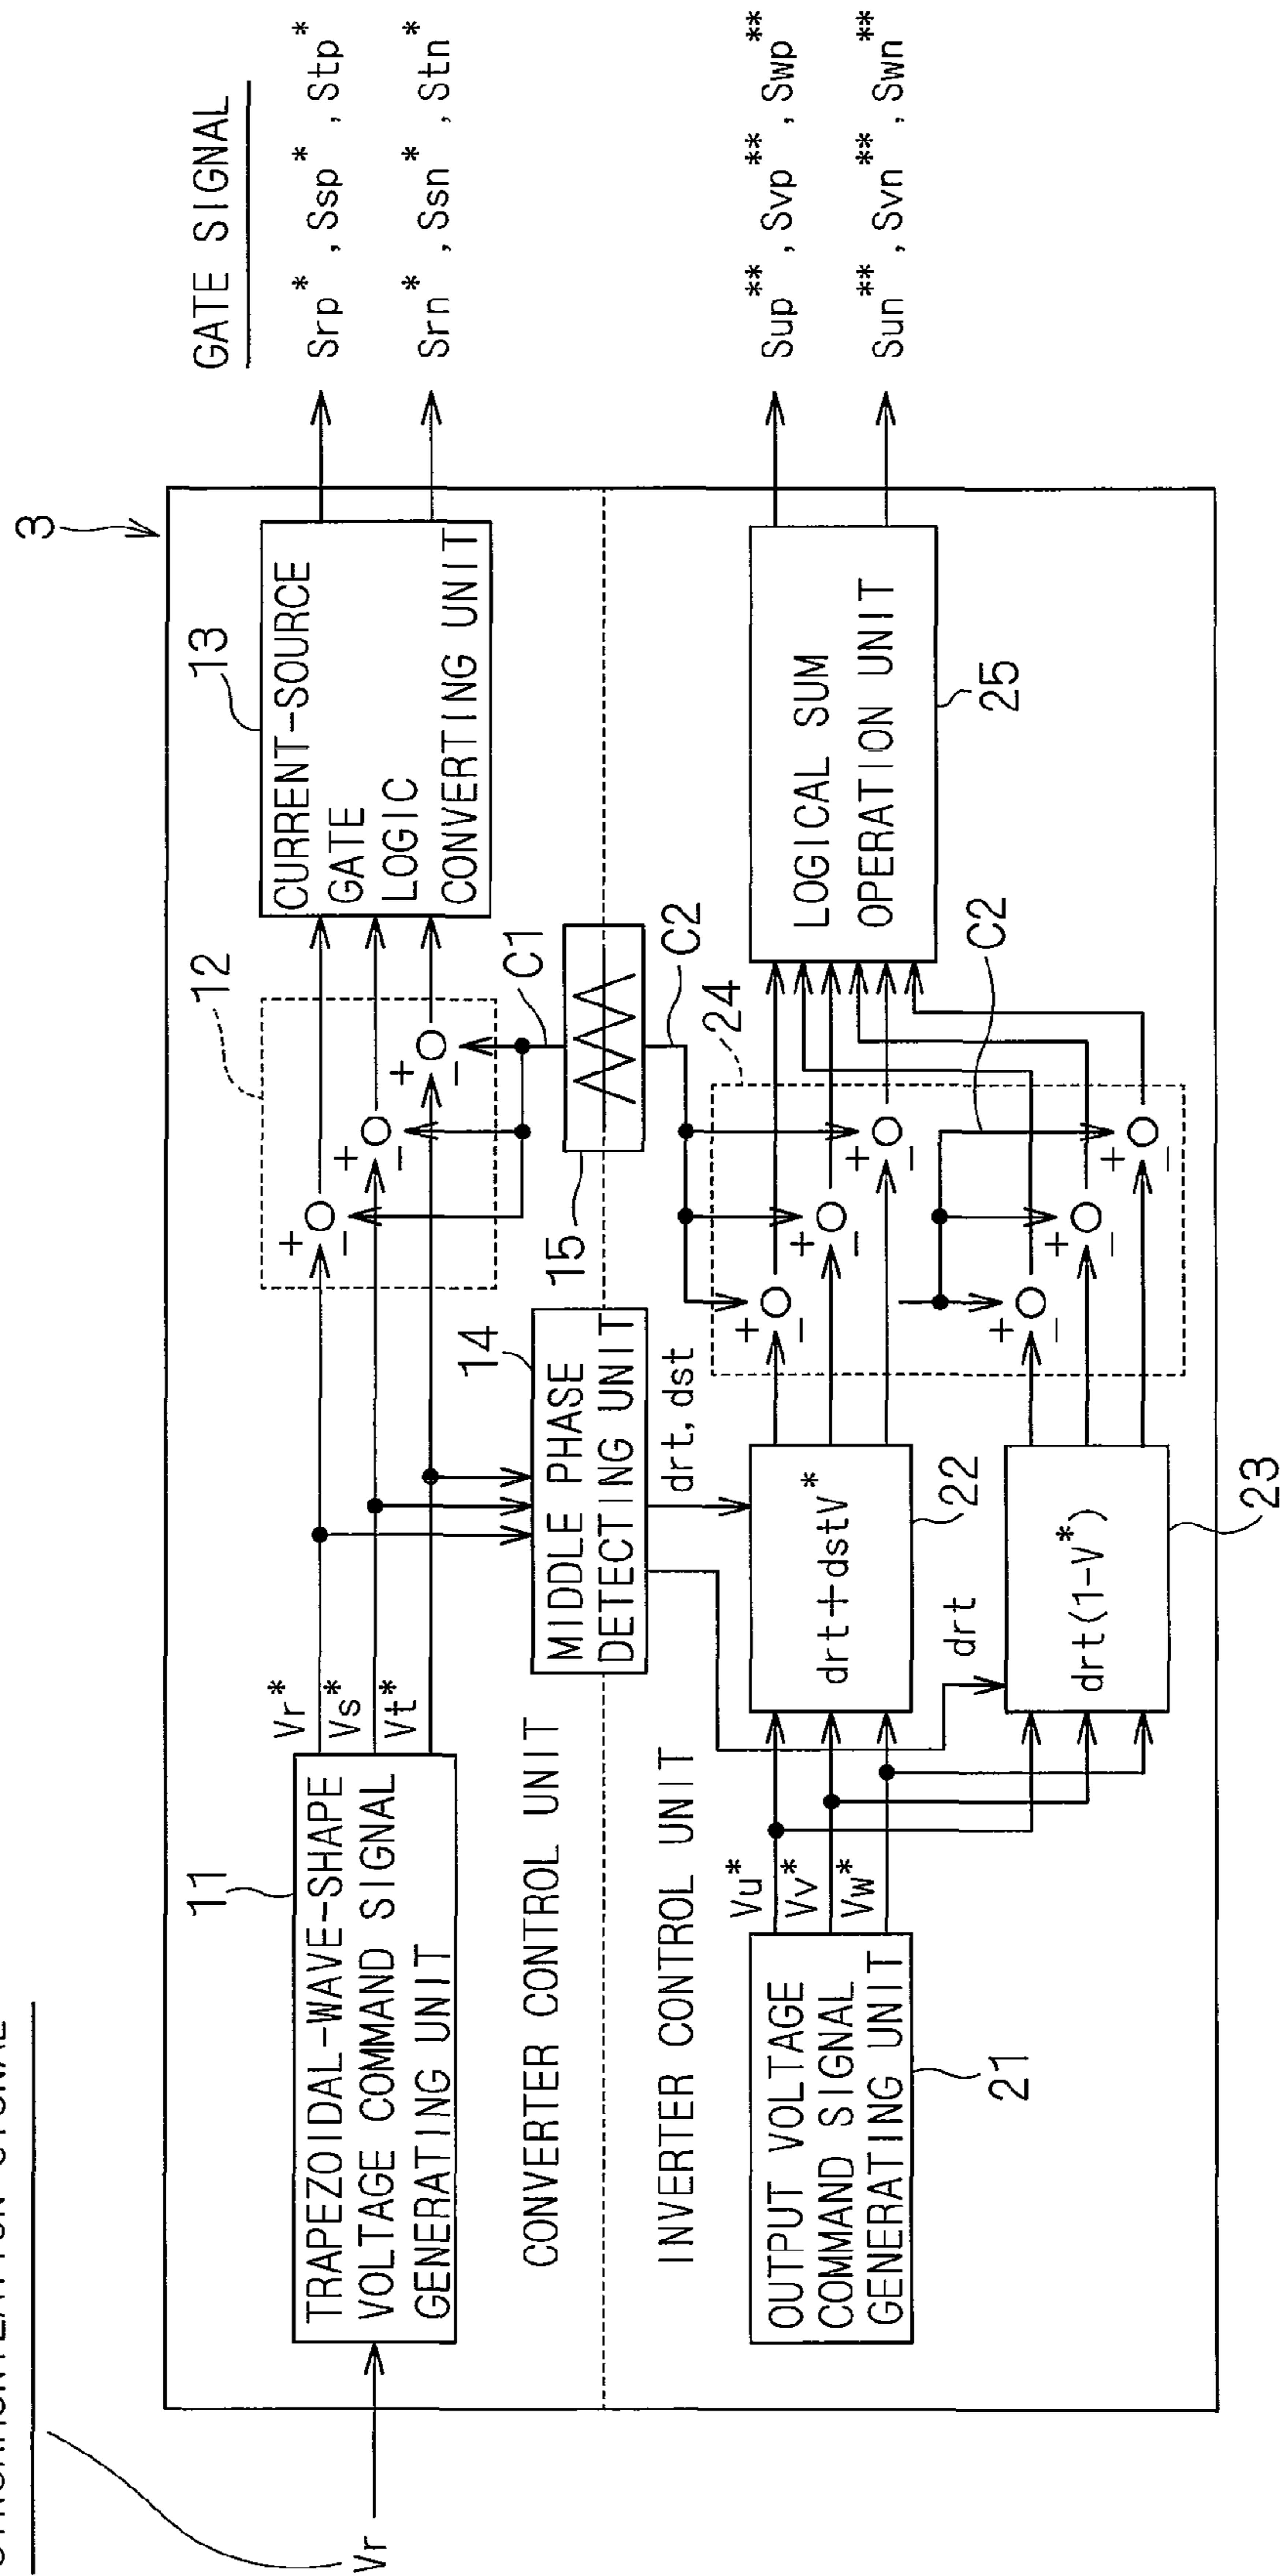 3
GATE SIGNAL
Srp*, Ssp*, Stp*
Srn*, Ssn*, Stn*
Sup**, Svp**, Swp**
Sun**, Svn**, Swn**
Vr
11
TRAPEZOIDAL-WAVE-SHAPE
VOLTAGE COMMAND SIGNAL
GENERATING UNIT
Vr*
Vs*
Vt*
12
+
-
+
-
+
-
13
CURRENT-SOURCE
GATE
LOGIC
CONVERTING UNIT
CONVERTER CONTROL UNIT
14
MIDDLE PHASE
DETECTING UNIT
drt, dst
15
C1
C2
INVERTER CONTROL UNIT
OUTPUT VOLTAGE
COMMAND SIGNAL
GENERATING UNIT
21
Vu*
Vv*
Vw*
drt+dstV*
22
drt
drt(1-V*)
23
24
+
-
+
-
+
-
+
-
+
-
+
-
C2
LOGICAL SUM
OPERATION UNIT
25